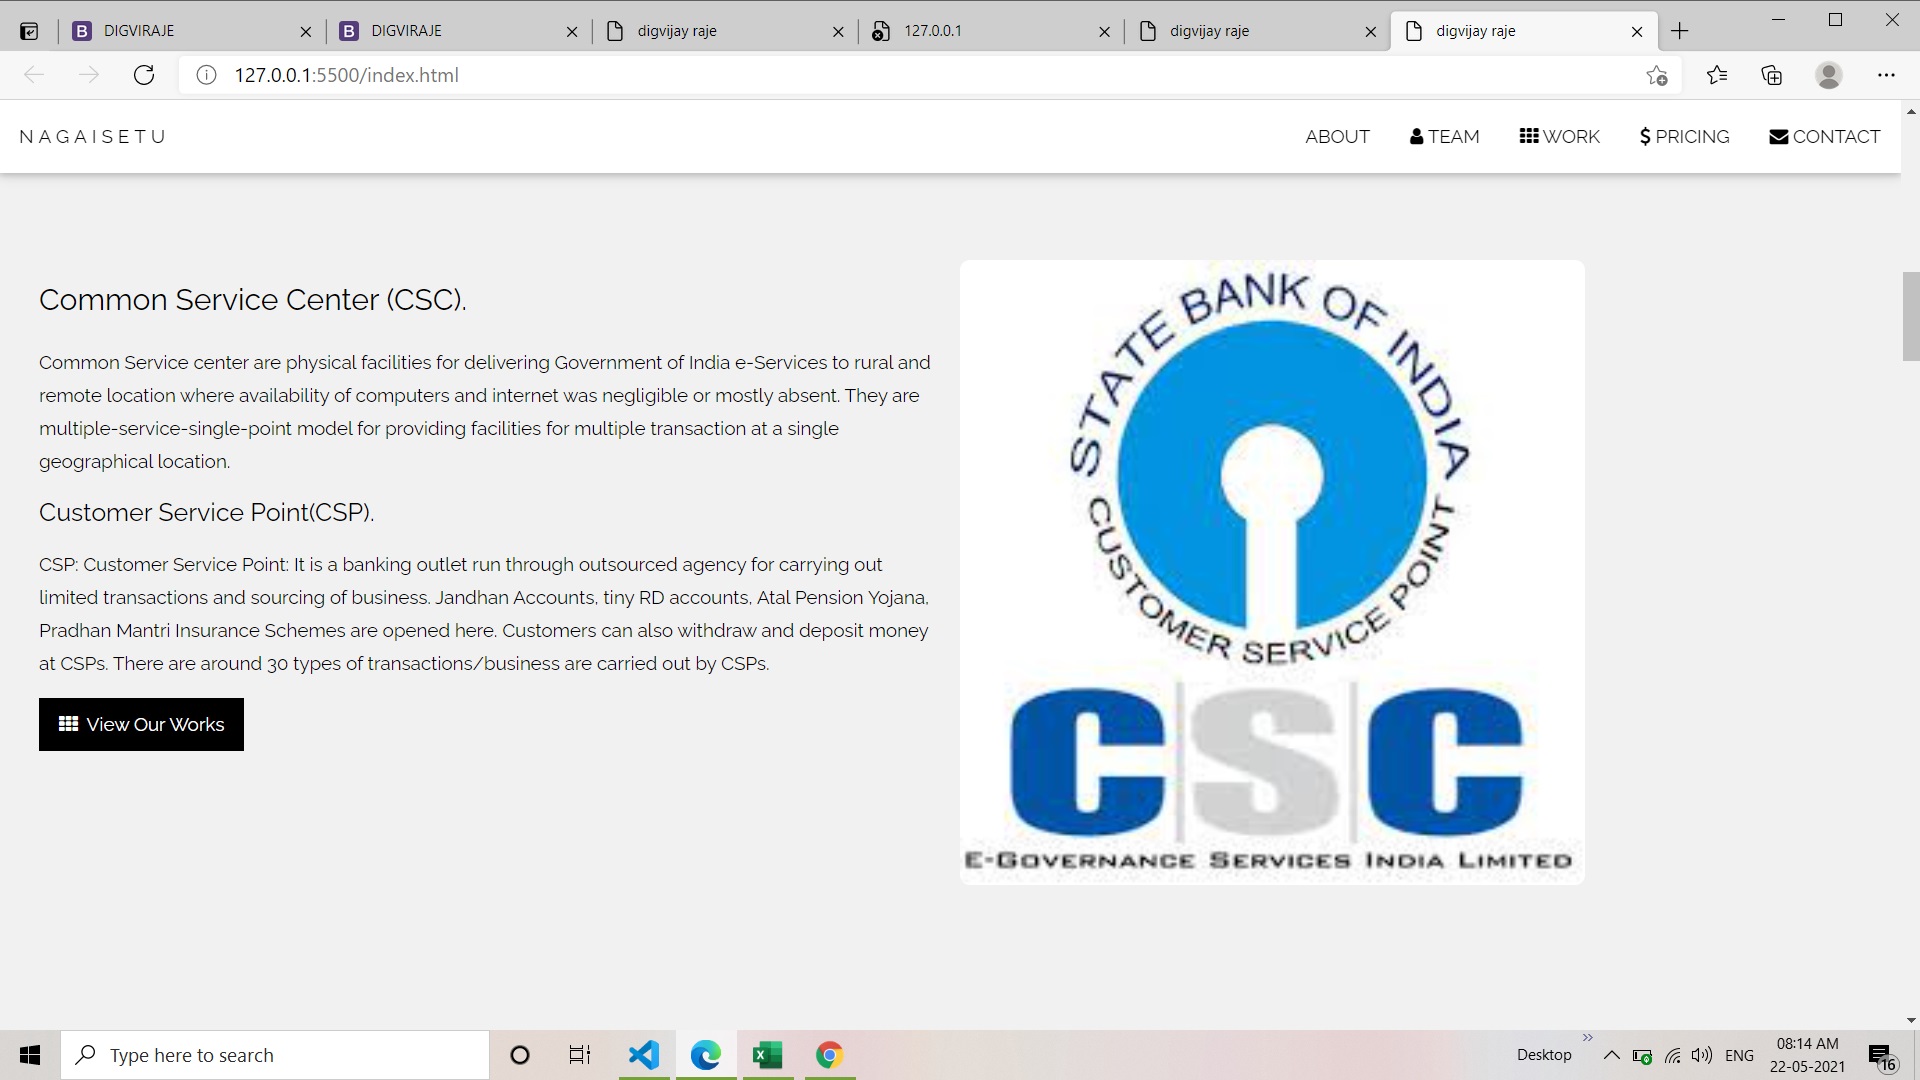 DIGVIRAJE
DIGVIRAJE
digvijay raje
127.0.0.1
digvijay raje
digvijay raje
127.0.0.1:5500/index.html
NAGAISETU
ABOUT
TEAM
WORK
$ PRICING
CONTACT
Common Service Center (CSC).
Common Service center are physical facilities for delivering Government of India e-Services to rural and
remote location where availability of computers and internet was negligible or mostly absent. They are
multiple-service-single-point model for providing facilities for multiple transaction at a single
geographical location.
Customer Service Point(CSP).
CSP: Customer Service Point: It is a banking outlet run through outsourced agency for carrying out
limited transactions and sourcing of business. Jandhan Accounts, tiny RD accounts, Atal Pension Yojana,
Pradhan Mantri Insurance Schemes are opened here. Customers can also withdraw and deposit money
at CSPs. There are around 30 types of transactions/business are carried out by CSPs.
View Our Works
STATE BANK OF INDIA
CUSTOMER SERVICE POINT
CSC
E-GOVERNANCE SERVICES INDIA LIMITED
Type here to search
Desktop
ENG
08:14 AM
22-05-2021
16